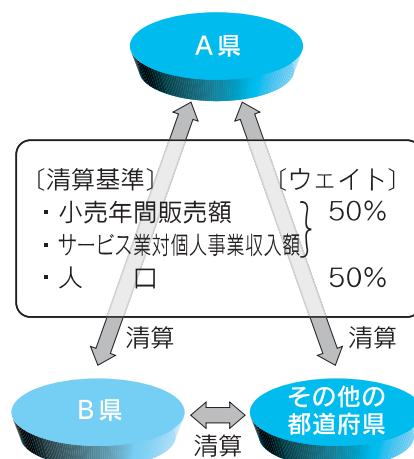 A県
〔清算基準〕 〔ウェイト〕
・小売年間販売額 50%
・サービス業対個人事業収入額
・人 口 50%
清算 清算
B県 その他の
都道府県
清算